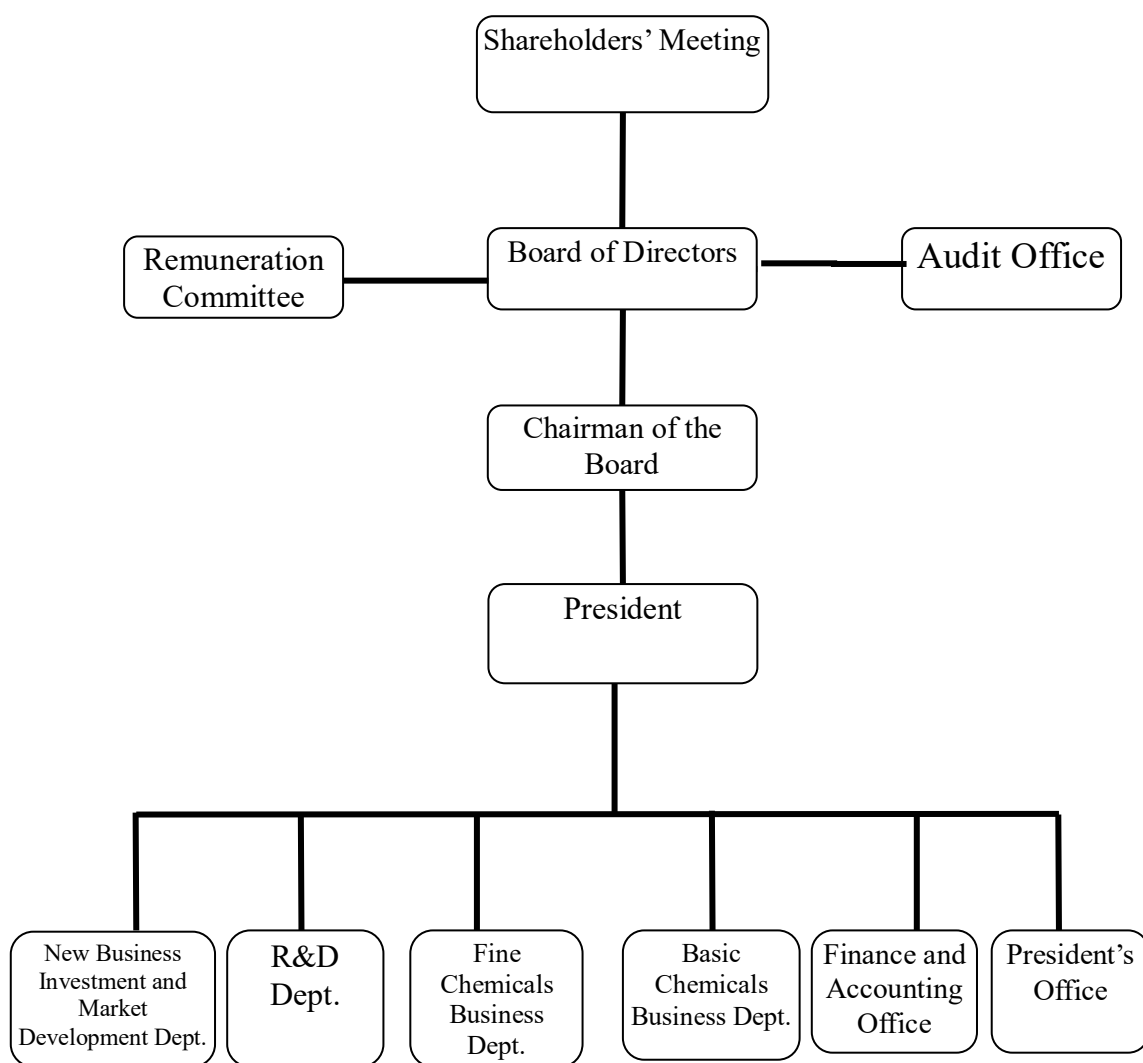 Shareholders’ Meeting
Remuneration
Committee
Board of Directors
Audit Office
Chairman of the
Board
President
New Business
Investment and
Market
Development Dept.
R&D
Dept.
Fine
Chemicals
Business
Dept.
Basic
Chemicals
Business Dept.
Finance and
Accounting
Office
President’s
Office